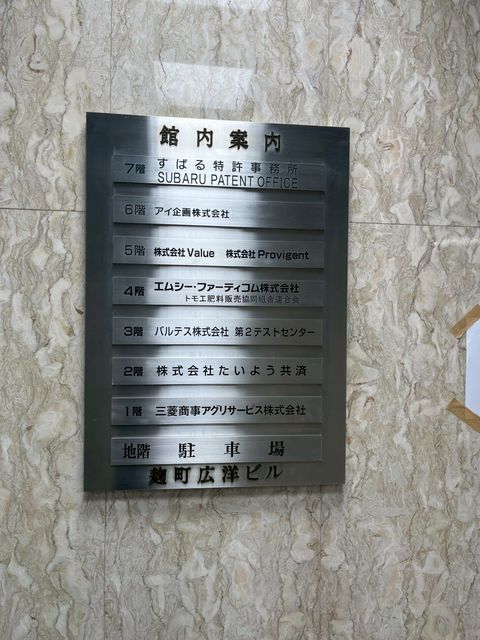 館内案内
7階 すばる特許事務所
SUBARU PATENT OFFICE
6階 アイ企画株式会社
5階 株式会社Value 株式会社Provigent
4階 エムシー・ファーティコム株式会社
トモエ肥料販売協同組合連合会
3階 バルテス株式会社 第2テストセンター
2階 株式会社たいよう共済
1階 三菱商事アグリサービス株式会社
地階 駐車場
麹町広洋ビル